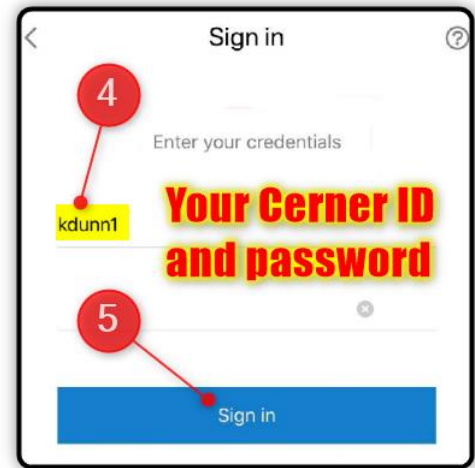 Sign in
4
Enter your credentials
kdunn1
Your Cerner ID
and password
5
Sign in